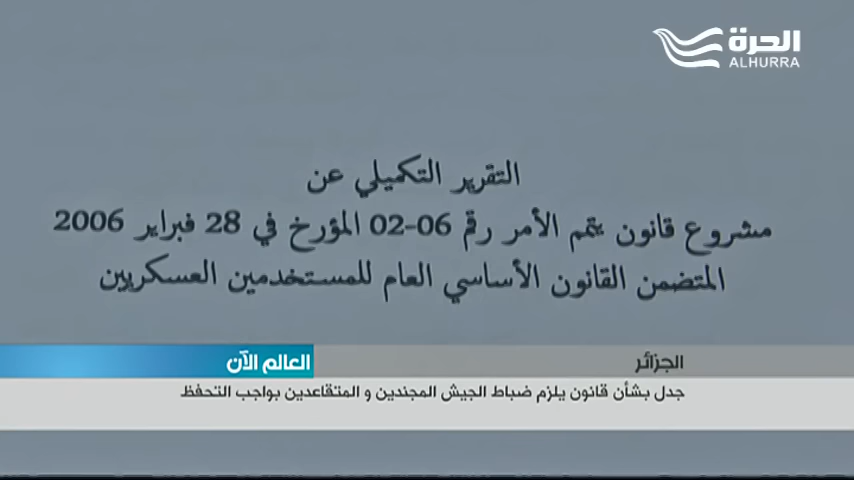 الحرة
ALHURRA
التقرير التكميلي عن
مشروع قانون يتمم الأمر رقم 06-02 المؤرخ في 28 فبراير 2006
المتضمن القانون الأساسي العام للمستخدمين العسكريين
الجزائر
العالم الآن
جدل بشأن قانون يلزم ضباط الجيش المجندين و المتقاعدين بواجب التحفظ